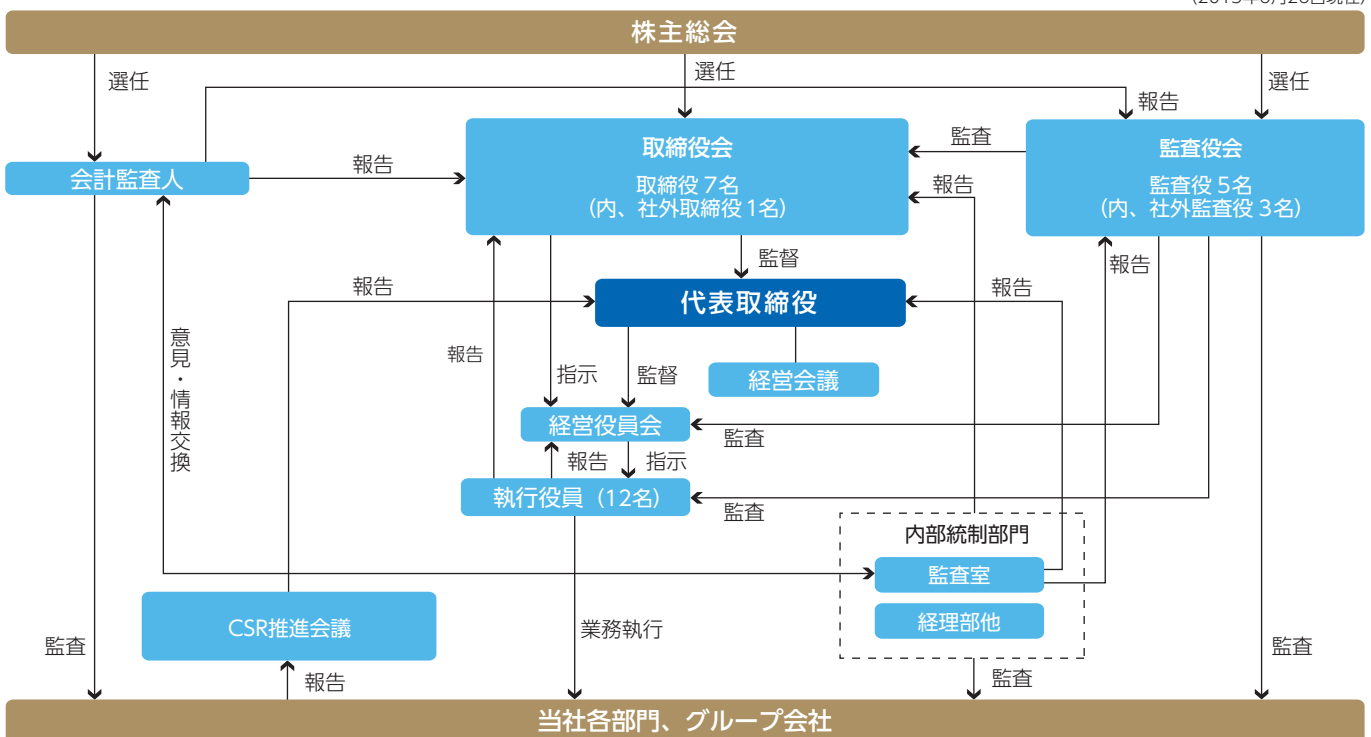 株主総会
選任
選任
選任
報告
取締役会
取締役 7名
(内、社外取締役 1名)
監査
監査役会
監査役 5名
(内、社外監査役 3名)
会計監査人
報告
報告
監督
報告
報告
代表取締役
報告
意見・情報交換
報告
指示
監督
経営会議
経営役員会
監査
報告
指示
執行役員 (12名)
監査
内部統制部門
監査室
経理部他
CSR推進会議
業務執行
監査
監査
報告
監査
当社各部門、グループ会社